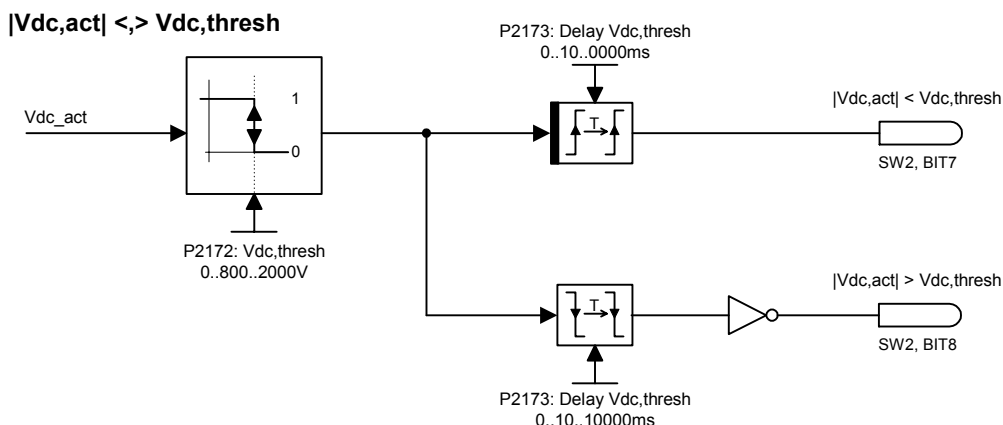 |Vdc,act| <,> Vdc,thresh
P2173: Delay Vdc,thresh
0..10..0000ms
Vdc_act
1
0
T
|Vdc,act| < Vdc,thresh
SW2, BIT7
P2172: Vdc,thresh
0..800..2000V
T
|Vdc,act| > Vdc,thresh
SW2, BIT8
P2173: Delay Vdc,thresh
0..10..10000ms